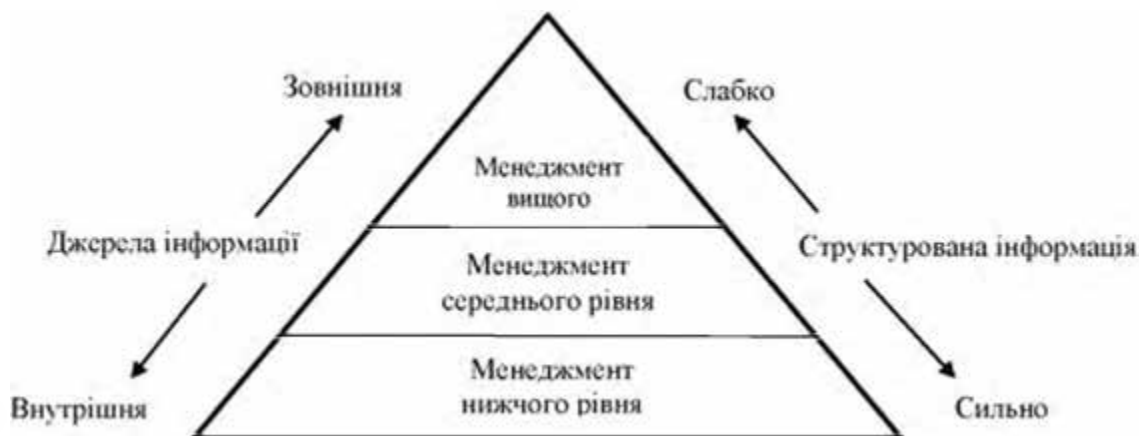 Зовнішня
Слабко
Менеджмент
вищого
Джерела інформації
Структурована інформація
Менеджмент
середнього рівня
Менеджмент
нижчого рівня
Внутрішня
Сильно